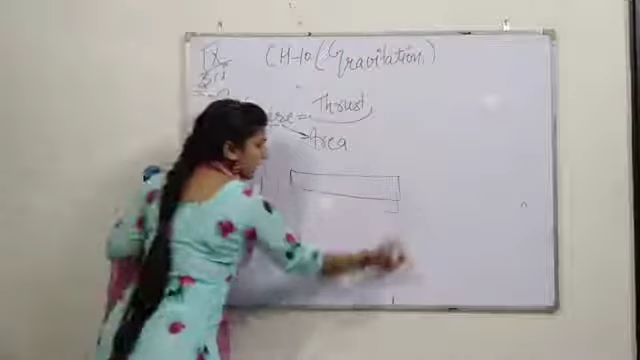 IX
CH-10 (Gravitation)
= Thrust
Area